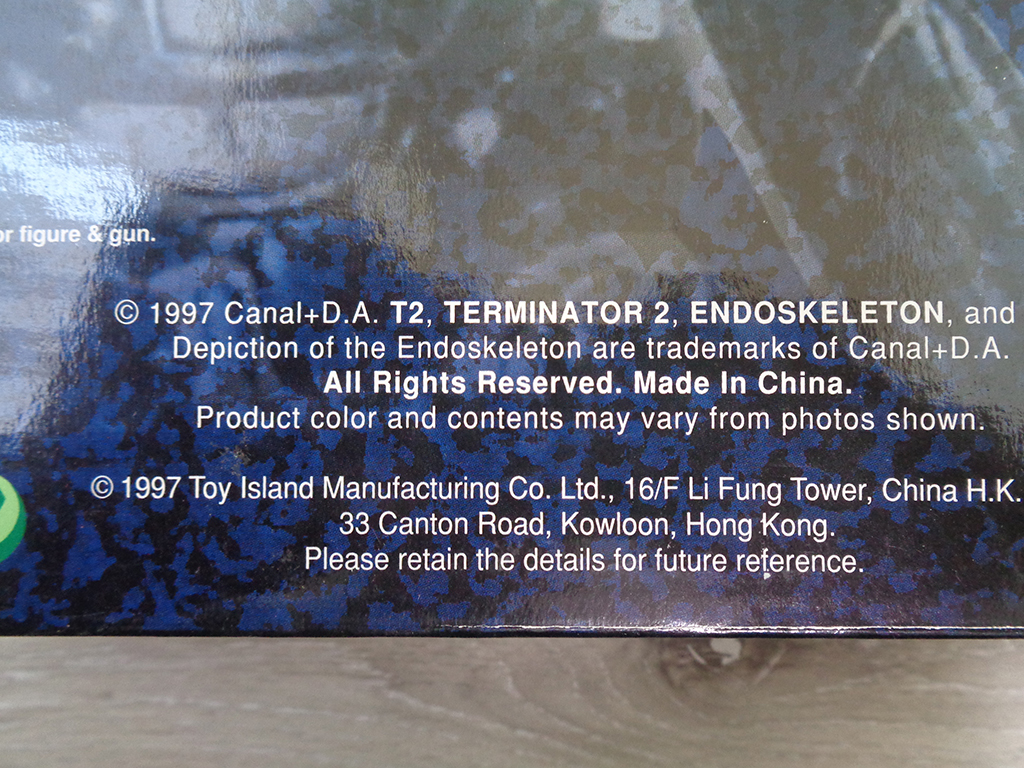 figure & gun.
© 1997 Canal+D.A. T2, TERMINATOR 2, ENDOSKELETON, and
Depiction of the Endoskeleton are trademarks of Canal+D.A.
All Rights Reserved. Made In China.
Product color and contents may vary from photos shown.
© 1997 Toy Island Manufacturing Co. Ltd., 16/F Li Fung Tower, China H.K.
33 Canton Road, Kowloon, Hong Kong.
Please retain the details for future reference.